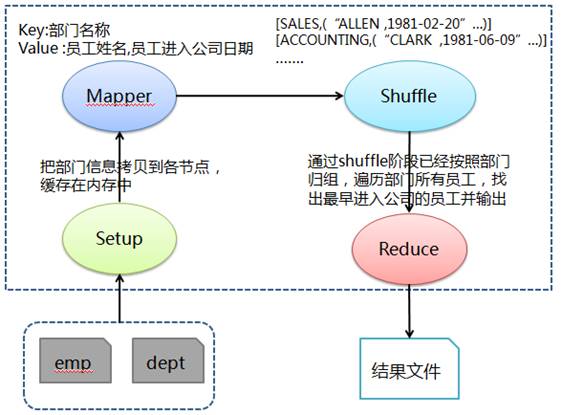 Key:部门名称
Value :员工姓名,员工进入公司日期
[SALES,(“ALLEN ,1981-02-20”…)]
[ACCOUNTING,(“CLARK ,1981-06-09”…)]
.......
Mapper
Shuffle
把部门信息拷贝到各节点，
缓存在内存中
通过shuffle阶段已经按照部门
归组，遍历部门所有员工，找
出最早进入公司的员工并输出
Setup
Reduce
emp
dept
结果文件